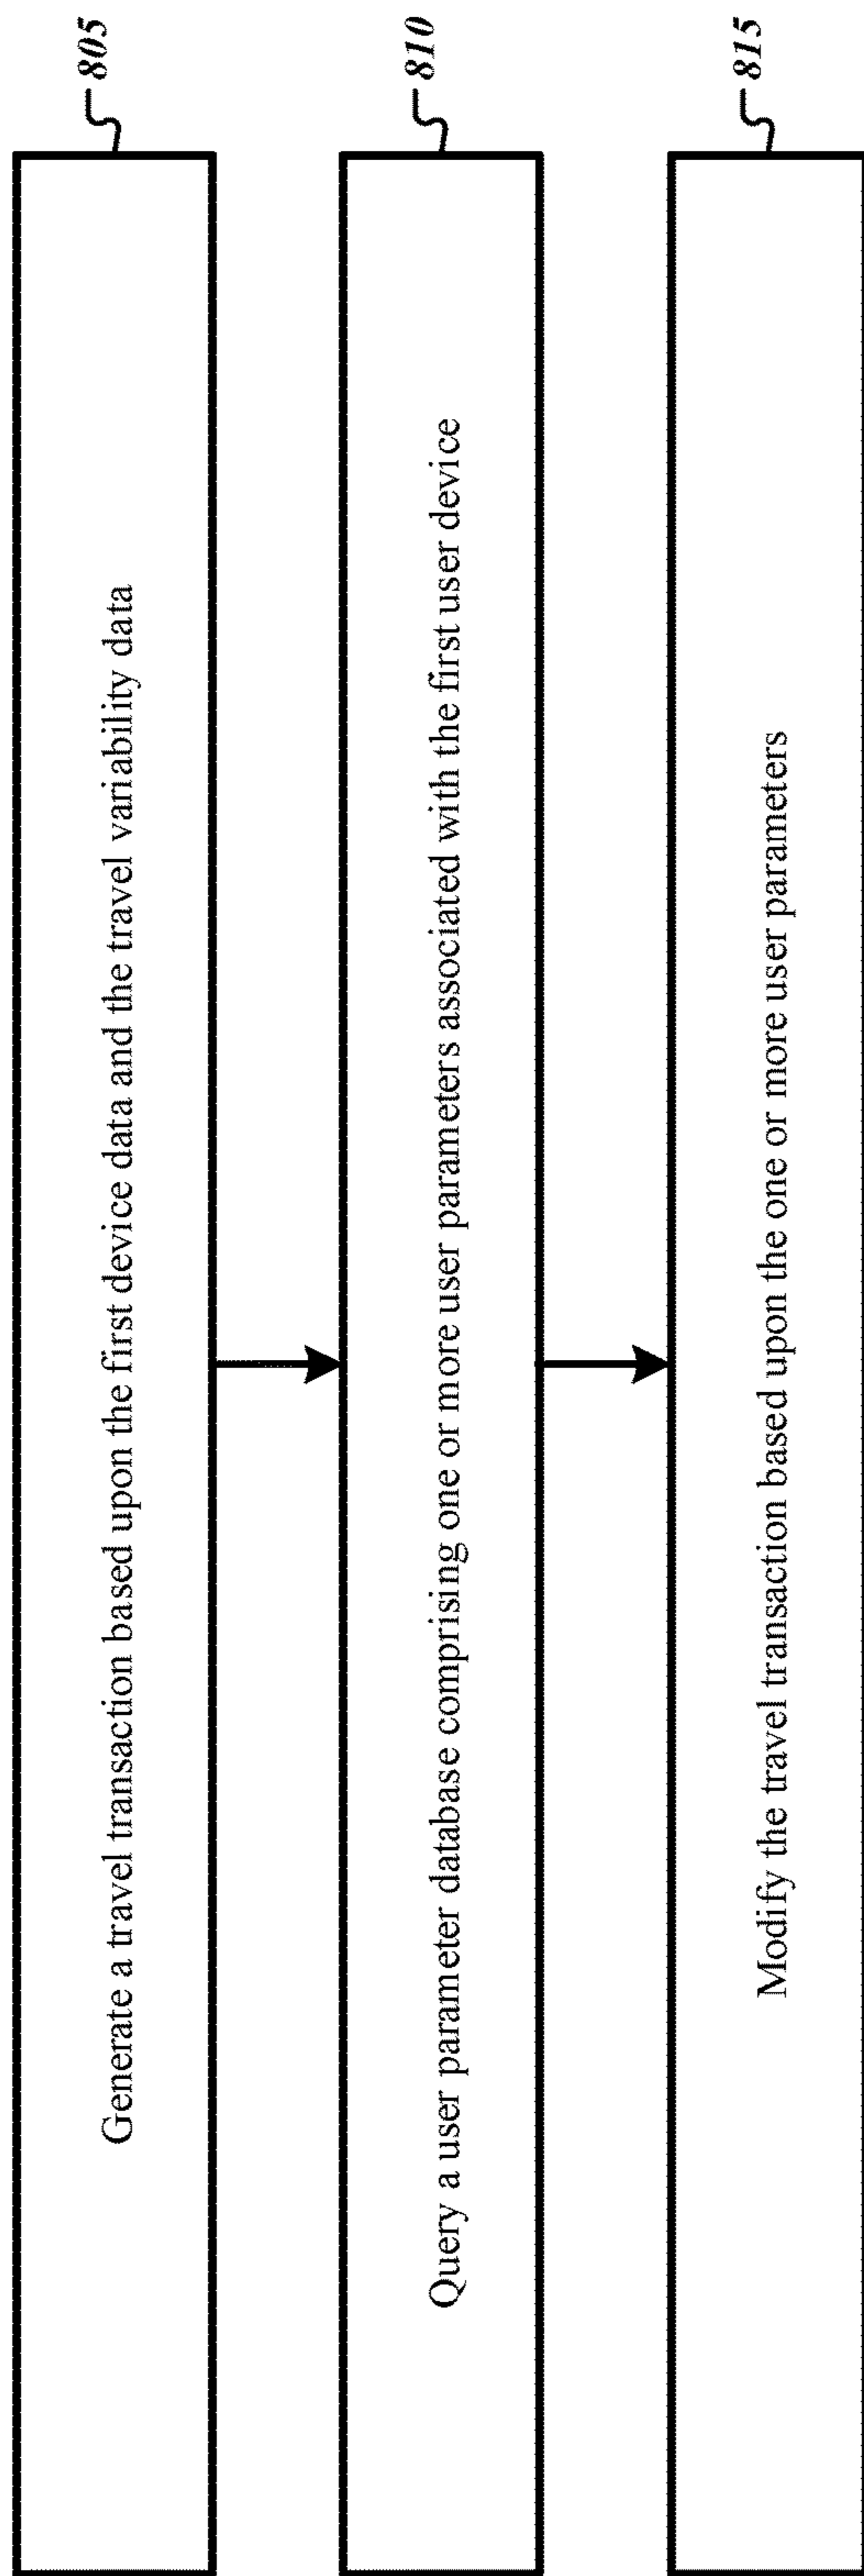 Generate a travel transaction based upon the first device data and the travel variability data
805
Query a user parameter database comprising one or more user parameters associated with the first user device
810
Modify the travel transaction based upon the one or more user parameters
815